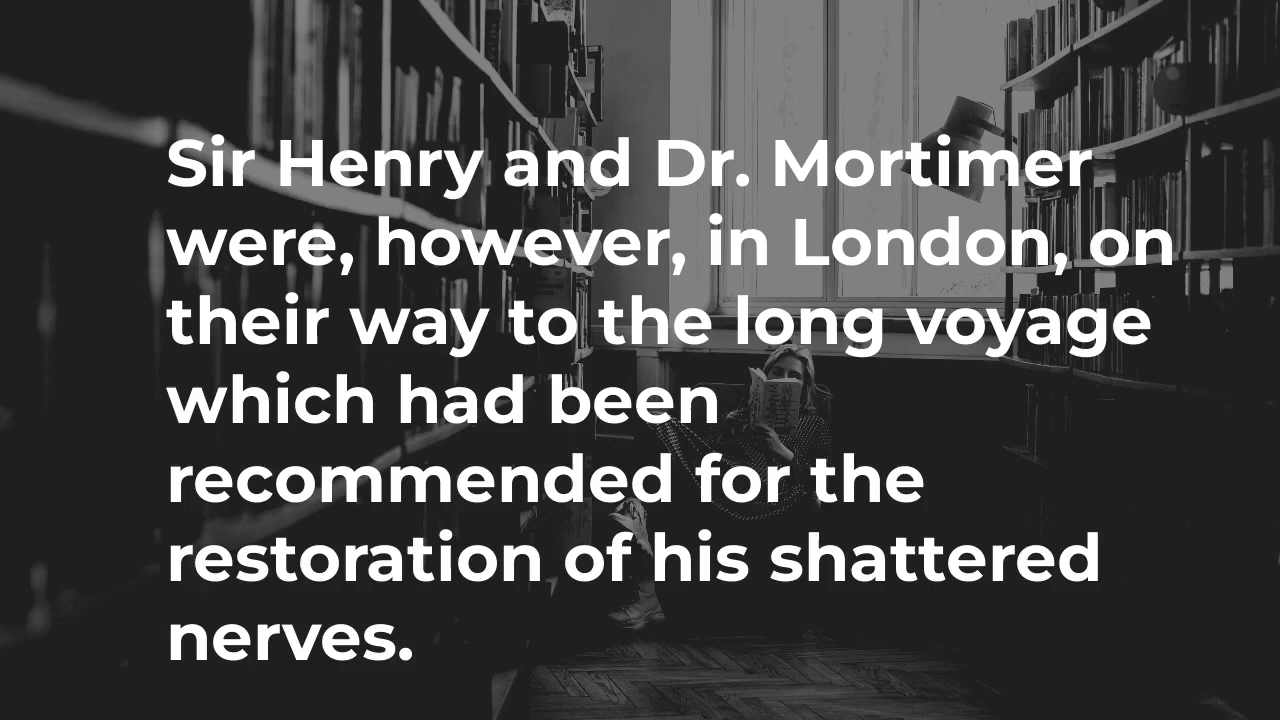 Sir Henry and Dr. Mortimer
were, however, in London, on
their way to the long voyage
which had been
recommended for the
restoration of his shattered
nerves.